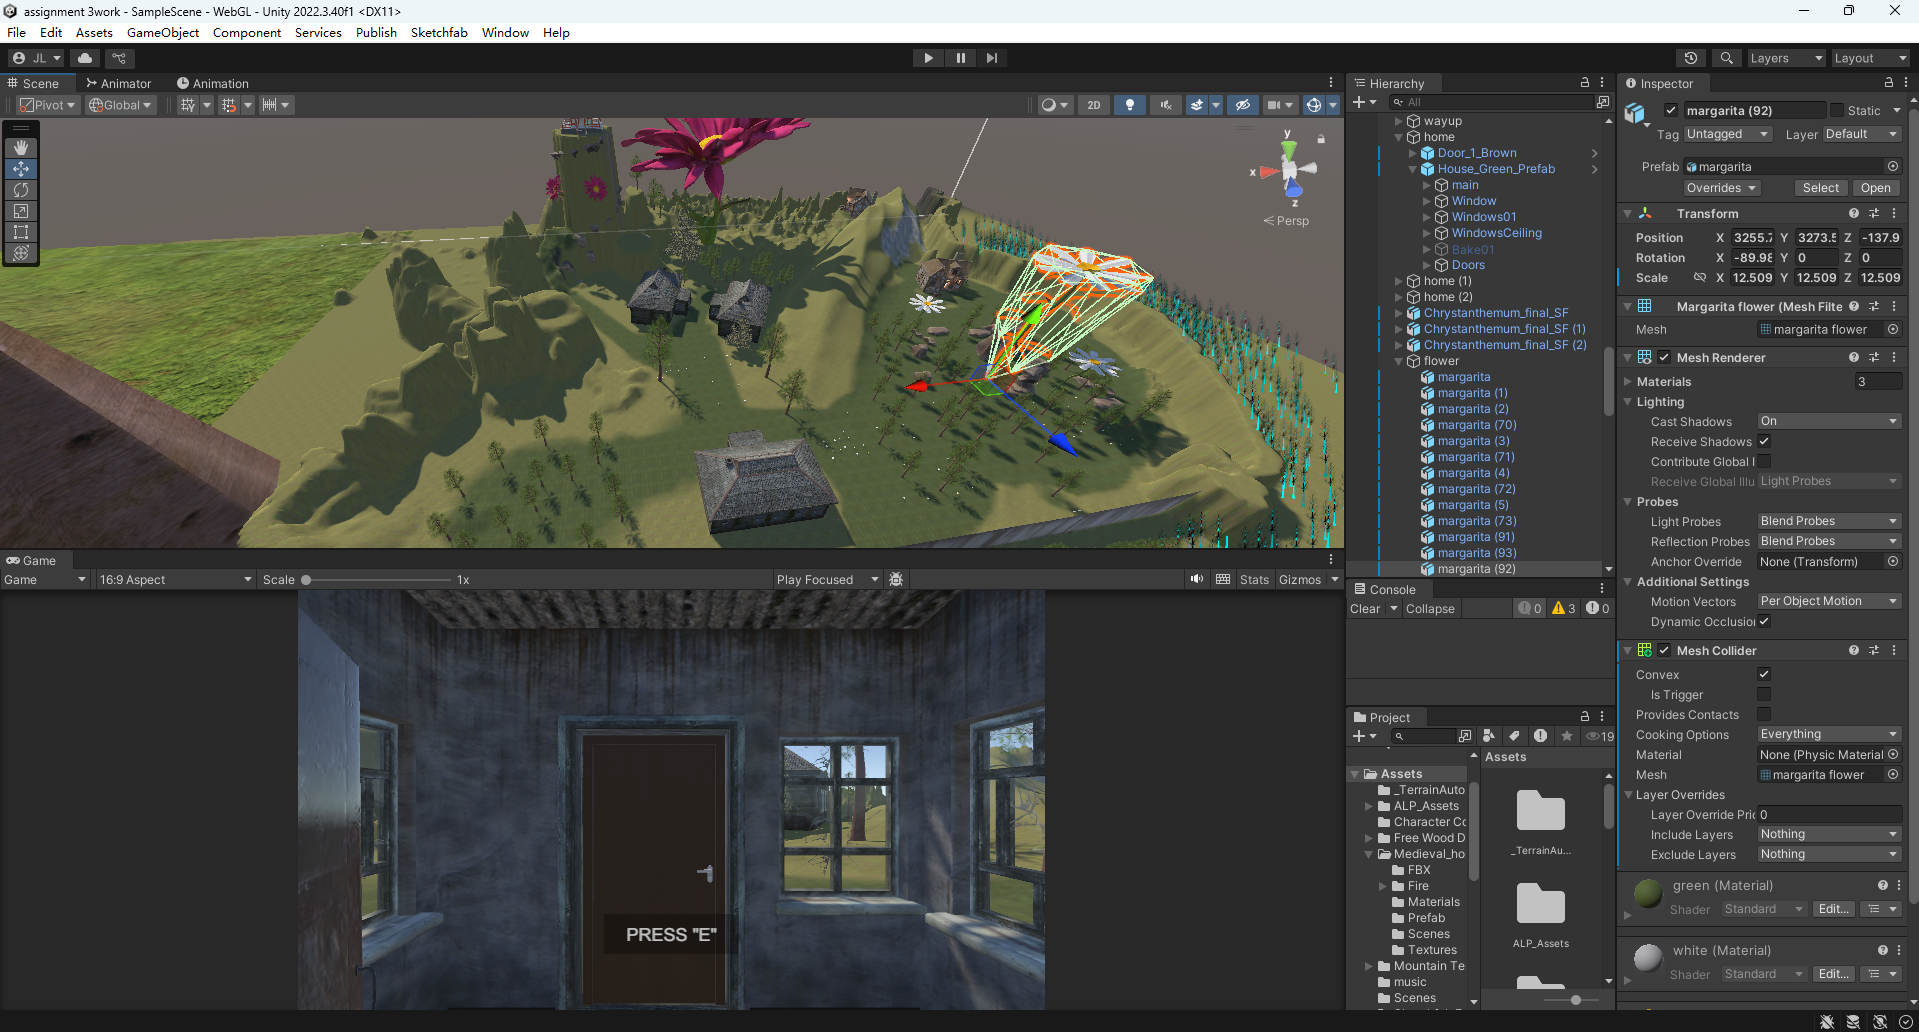 assignment 3work - SampleScene - WebGL - Unity 2022.3.40f1 <DX11>
File Edit Assets GameObject Component Services Publish Sketchfab Window Help
JL
Layers
Layout
Scene
Animator
Animation
Pivot
Global
2D
y
x
z
Persp
Game
Game
16:9 Aspect
Scale
1x
Play Focused
Stats
Gizmos
PRESS "E"
Hierarchy
All
wayup
home
Door_1_Brown
House_Green_Prefab
main
Window
Windows01
WindowsCeiling
Bake01
Doors
home (1)
home (2)
Chrystanthemum_final_SF
Chrystanthemum_final_SF (1)
Chrystanthemum_final_SF (2)
flower
margarita
margarita (1)
margarita (2)
margarita (70)
margarita (3)
margarita (71)
margarita (4)
margarita (72)
margarita (5)
margarita (73)
margarita (91)
margarita (93)
margarita (92)
Console
Clear
Collapse
0
3
0
Project
19
Assets
_TerrainAuto
ALP_Assets
Character Cc
Free Wood D
Medieval_ho
FBX
Fire
Materials
Prefab
Scenes
Textures
Mountain Te
music
Scenes
Assets
_TerrainAu...
ALP_Assets
Inspector
margarita (92)
Static
Tag Untagged
Layer Default
Prefab margarita
Overrides
Select
Open
Transform
Position X 3255.7 Y 3273.5 Z -137.9
Rotation X -89.98 Y 0 Z 0
Scale X 12.509 Y 12.509 Z 12.509
Margarita flower (Mesh Filte
Mesh margarita flower
Mesh Renderer
Materials 3
Lighting
Cast Shadows On
Receive Shadows
Contribute Global I
Receive Global Illu Light Probes
Probes
Light Probes Blend Probes
Reflection Probes Blend Probes
Anchor Override None (Transform)
Additional Settings
Motion Vectors Per Object Motion
Dynamic Occlusion
Mesh Collider
Convex
Is Trigger
Provides Contacts
Cooking Options Everything
Material None (Physic Material
Mesh margarita flower
Layer Overrides
Layer Override Pric 0
Include Layers Nothing
Exclude Layers Nothing
green (Material)
Shader Standard Edit...
white (Material)
Shader Standard Edit...